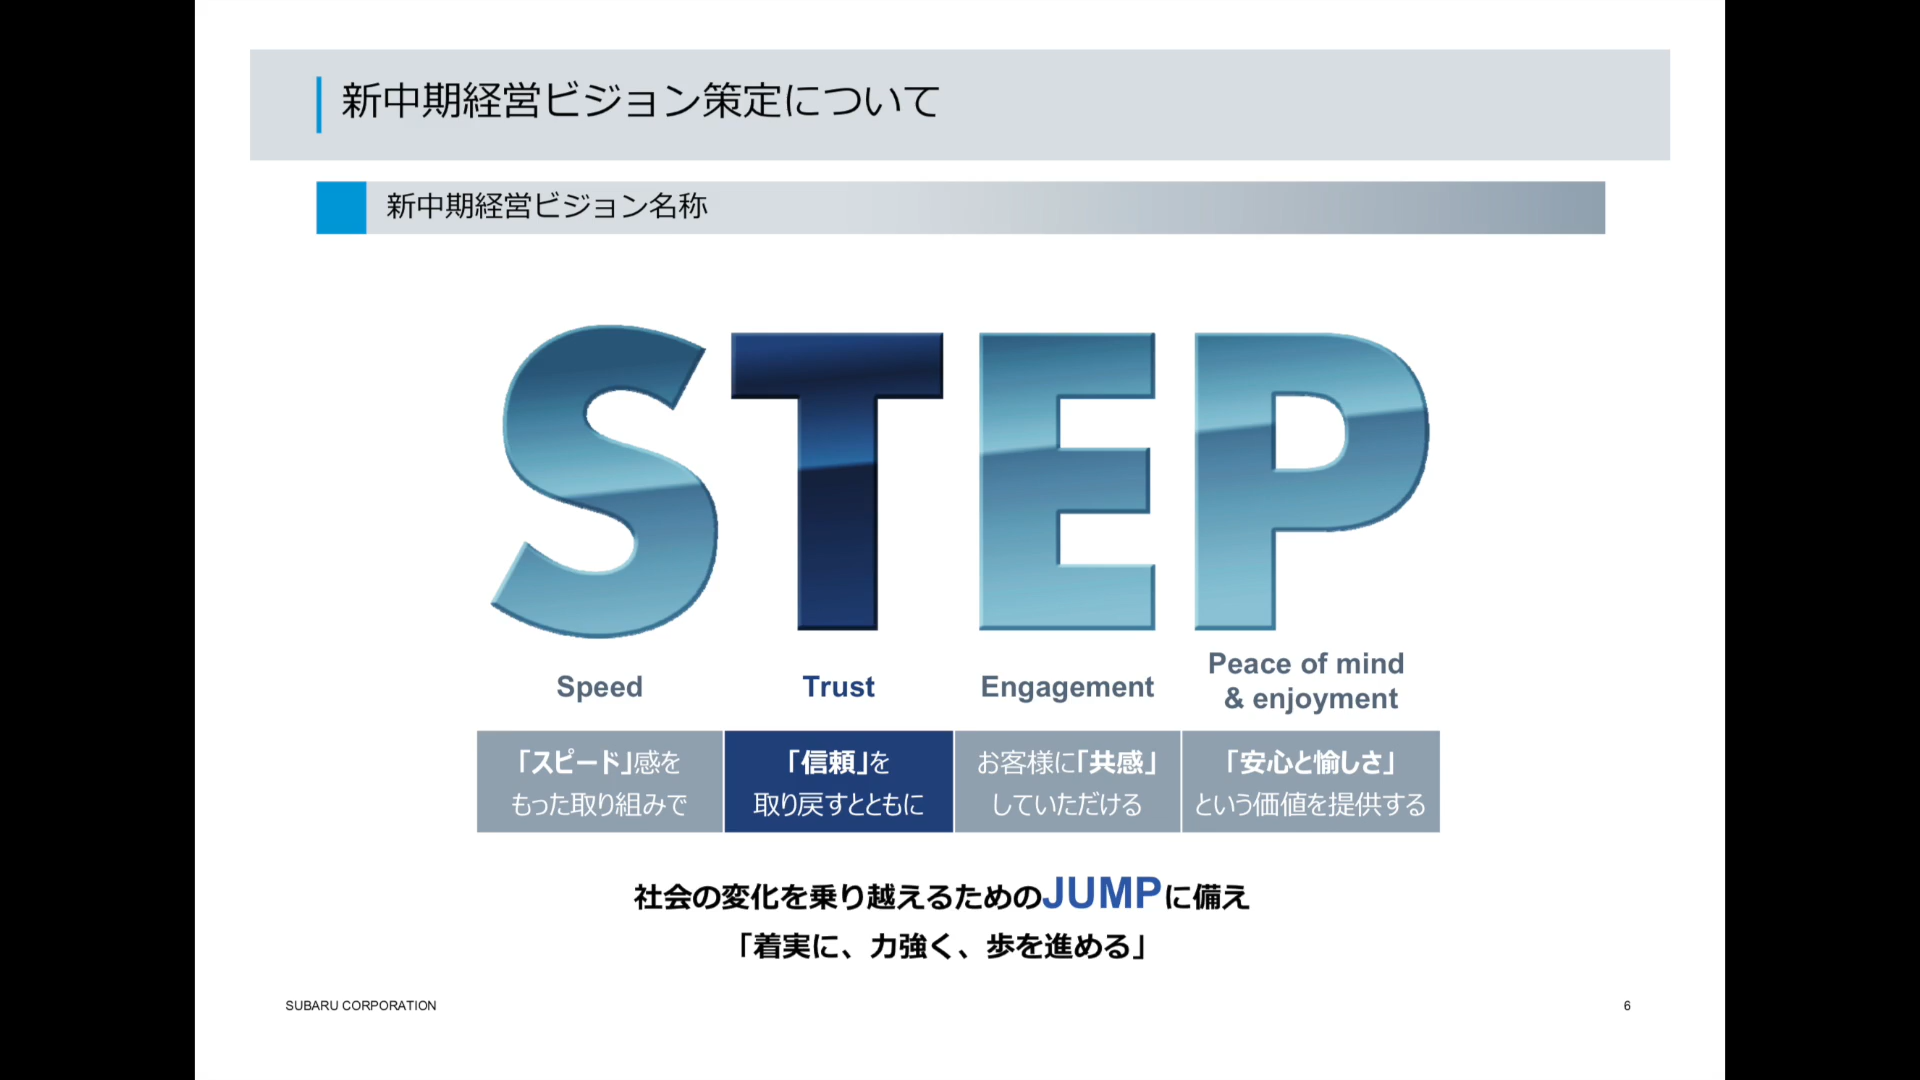 新中期経営ビジョン策定について
新中期経営ビジョン名称
STEP
Speed
Trust
Engagement
Peace of mind
& enjoyment
「スピード」感を
もった取り組みで
「信頼」を
取り戻すとともに
お客様に「共感」
していただける
「安心と愉しさ」
という価値を提供する
社会の変化を乗り越えるためのJUMPに備え
「着実に、力強く、歩を進める」
SUBARU CORPORATION
6